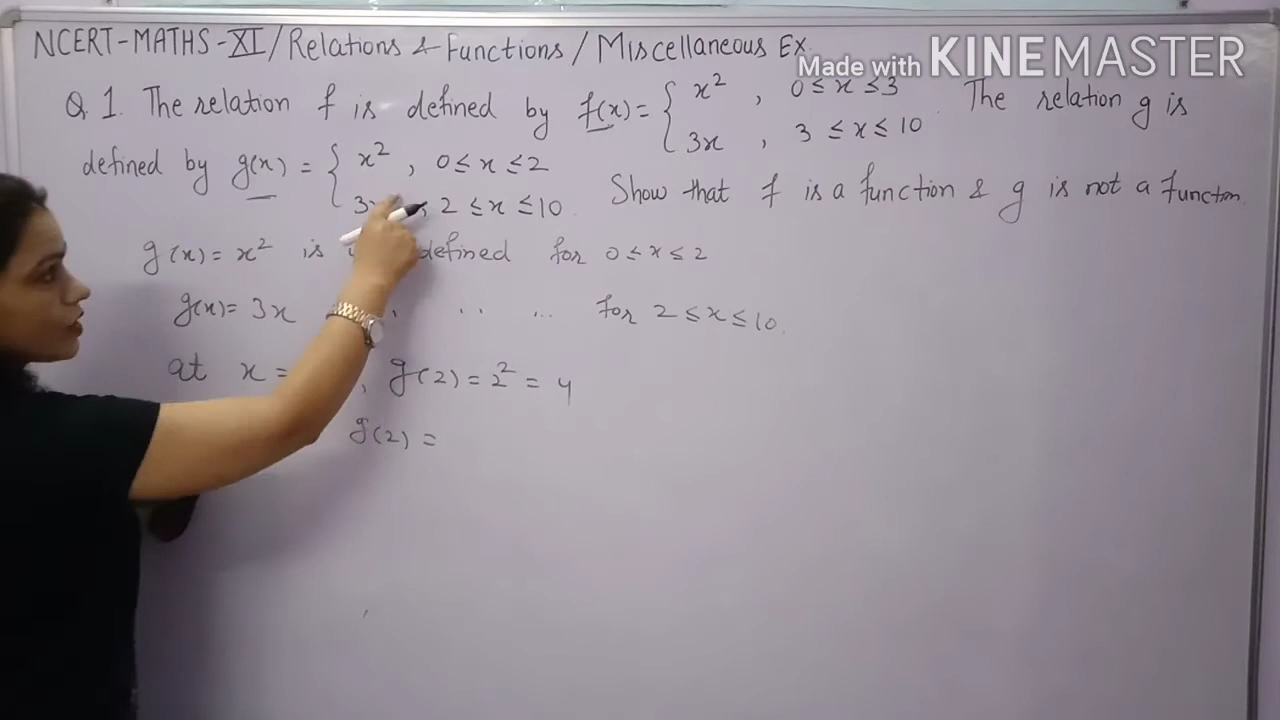 NCERT-MATHS-XI/Relations & Functions/Miscellaneous Ex.
Made with KINEMASTER
Q.1. The relation f is defined by f(x) = { x², 0≤x≤3 The relation g is
3x, 3≤x≤10
defined by g(x) = { x², 0≤x≤2
3x, 2≤x≤10. Show that f is a function & g is not a function.
g(x) = x² is defined for 0≤x≤2
g(x) = 3x .. ... for 2≤x≤10.
at x = , g(2) = 2² = 4
g(2) =